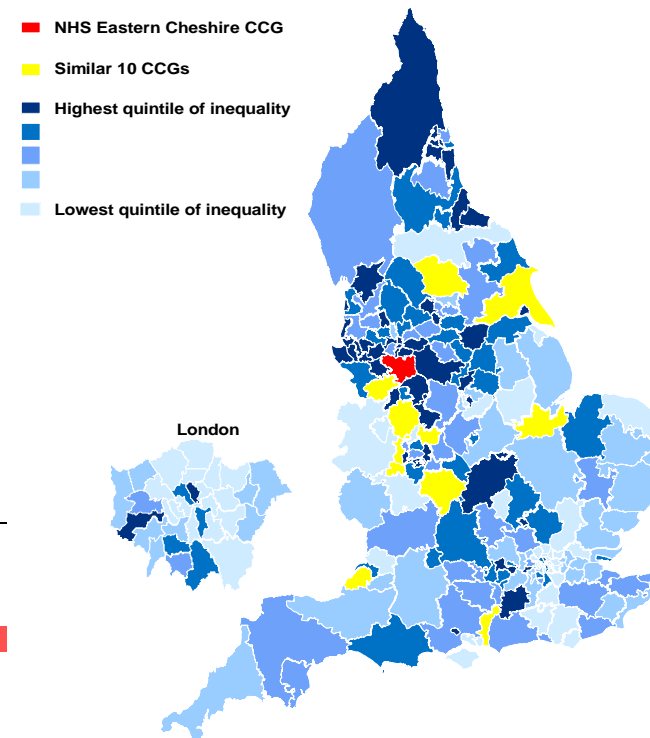 NHS Eastern Cheshire CCG
Similar 10 CCGs
Highest quintile of inequality
Lowest quintile of inequality
London